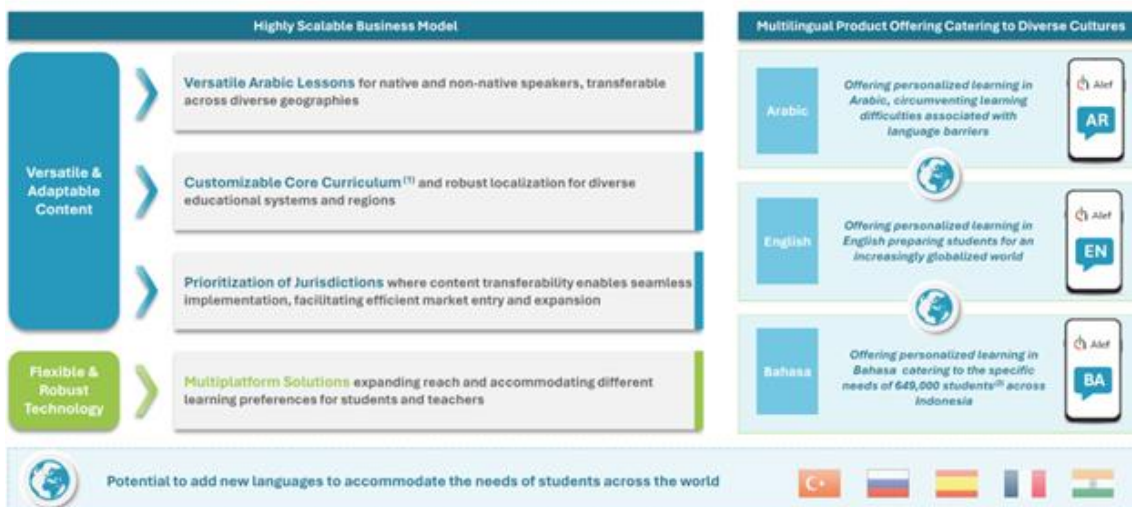 Highly Scalable Business Model
Versatile &
Adaptable
Content
Versatile Arabic Lessons for native and non-native speakers, transferable
across diverse geographies
Customizable Core Curriculum(1) and robust localization for diverse
educational systems and regions
Prioritization of Jurisdictions where content transferability enables seamless
implementation, facilitating efficient market entry and expansion
Flexible &
Robust
Technology
Multiplatform Solutions expanding reach and accommodating different
learning preferences for students and teachers
Multilingual Product Offering Catering to Diverse Cultures
Arabic
Offering personalized learning in
Arabic, circumventing learning
difficulties associated with
language barriers
Alef
AR
English
Offering personalized learning in
English preparing students for an
increasingly globalized world
Alef
EN
Bahasa
Offering personalized learning in
Bahasa catering to the specific
needs of 649,000 students(2) across
Indonesia
Alef
BA
Potential to add new languages to accommodate the needs of students across the world